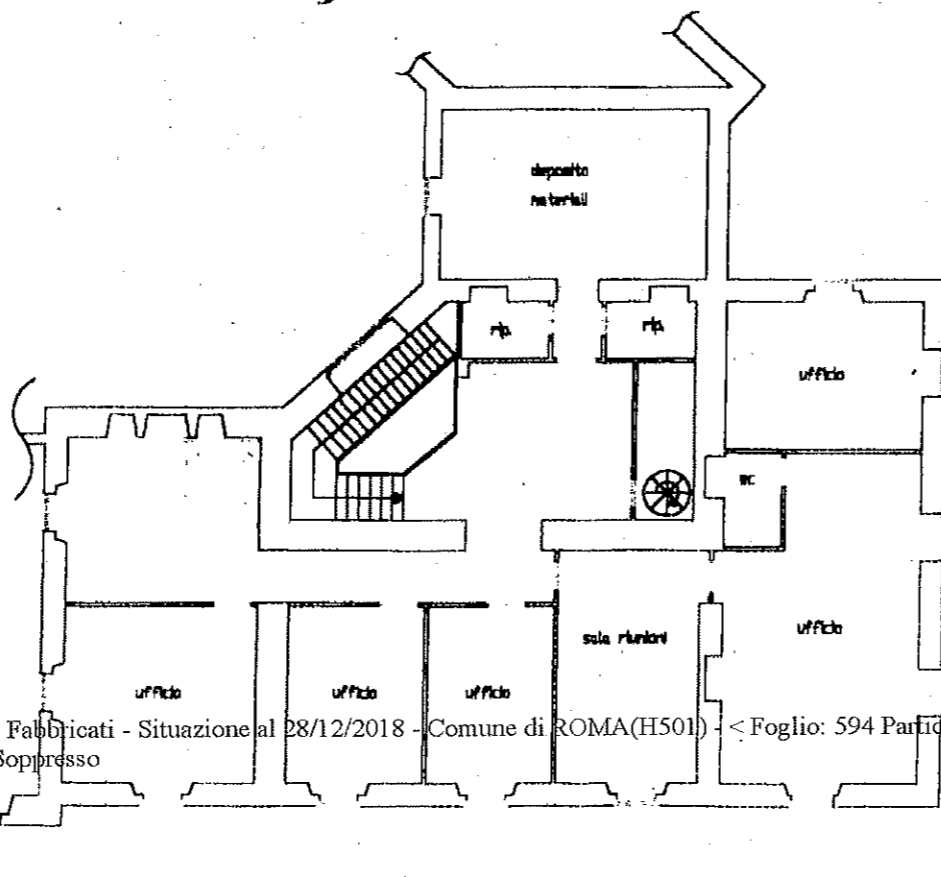 deposito
materiali
rip.
rip.
ufficio
wc
ufficio
sala riunioni
ufficio
ufficio
ufficio
Fabbricati - Situazione al 28/12/2018 - Comune di ROMA(H501) - < Foglio: 594 Partic
Soppresso